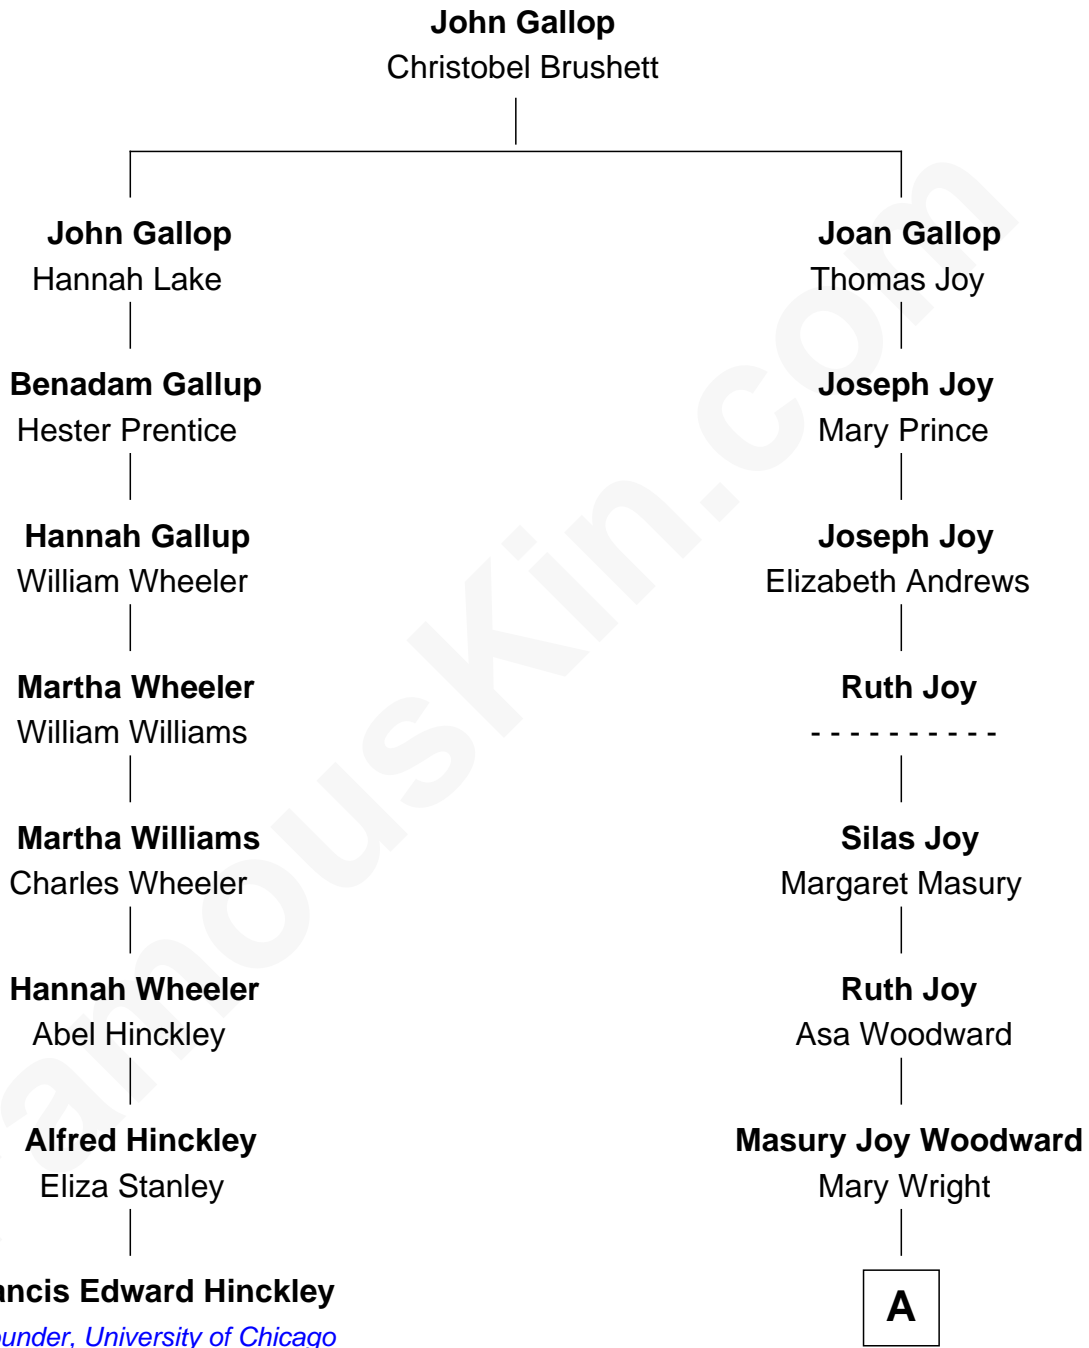 John Gallop
Christobel Brushett
John Gallop
Hannah Lake
Joan Gallop
Thomas Joy
Benadam Gallup
Hester Prentice
Joseph Joy
Mary Prince
Hannah Gallup
William Wheeler
Joseph Joy
Elizabeth Andrews
Martha Wheeler
William Williams
Ruth Joy
- - - - - - - - - -
Martha Williams
Charles Wheeler
Silas Joy
Margaret Masury
Hannah Wheeler
Abel Hinckley
Ruth Joy
Asa Woodward
Alfred Hinckley
Eliza Stanley
Masury Joy Woodward
Mary Wright
ancis Edward Hinckley
ounder, University of Chicago
A
amouskin.com